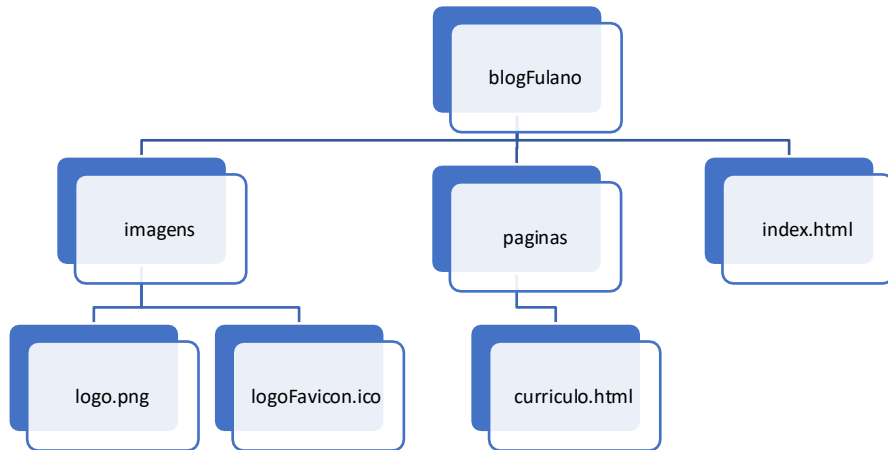 blogFulano
imagens
paginas
index.html
logo.png
logoFavicon.ico
curriculo.html